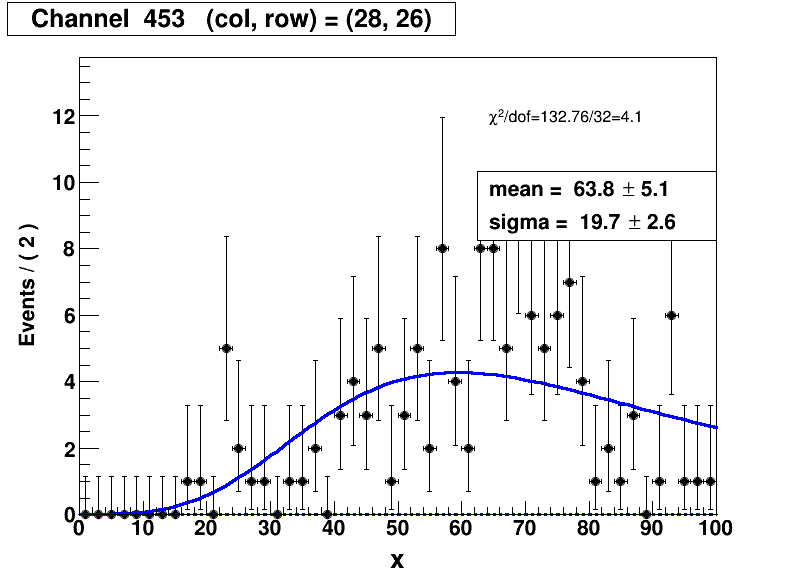 Channel 453 (col, row) = (28, 26)
χ²/dof=132.76/32=4.1
mean = 63.8 ± 5.1
sigma = 19.7 ± 2.6
Events / ( 2 )
12
10
8
6
4
2
0
0 10 20 30 40 50 60 70 80 90 100
x